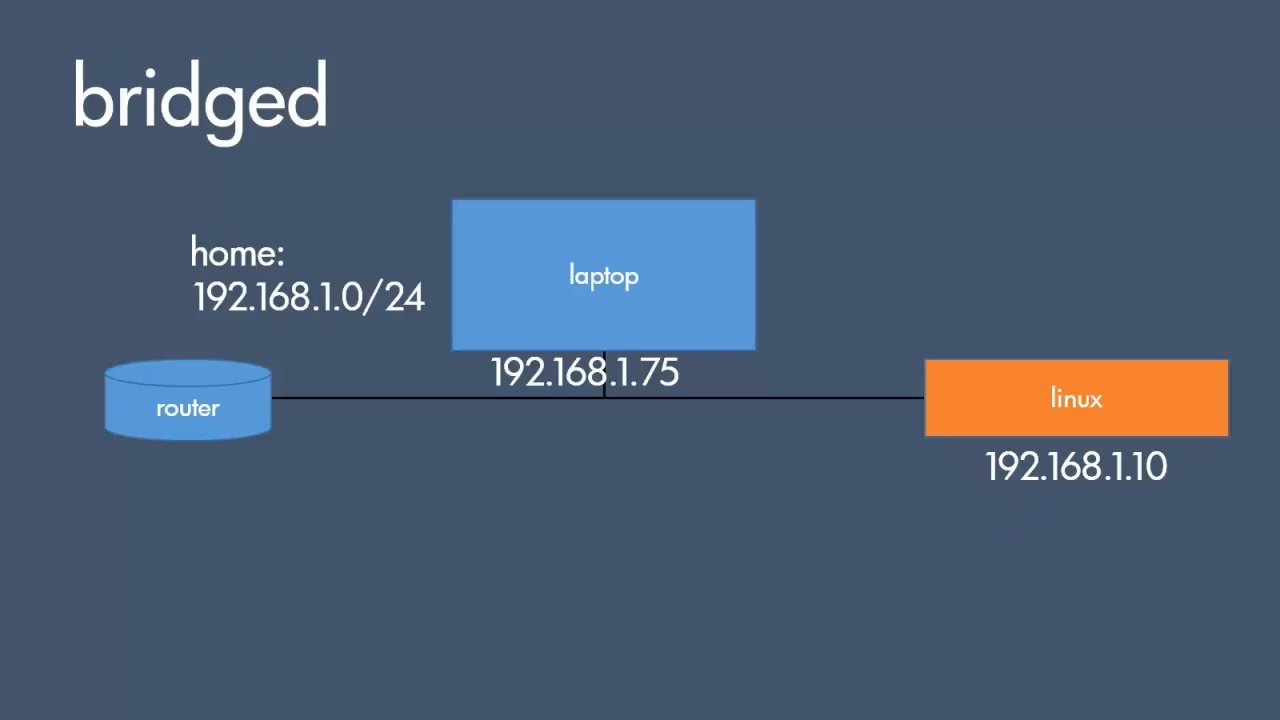 bridged
home:
192.168.1.0/24
laptop
192.168.1.75
router
linux
192.168.1.10